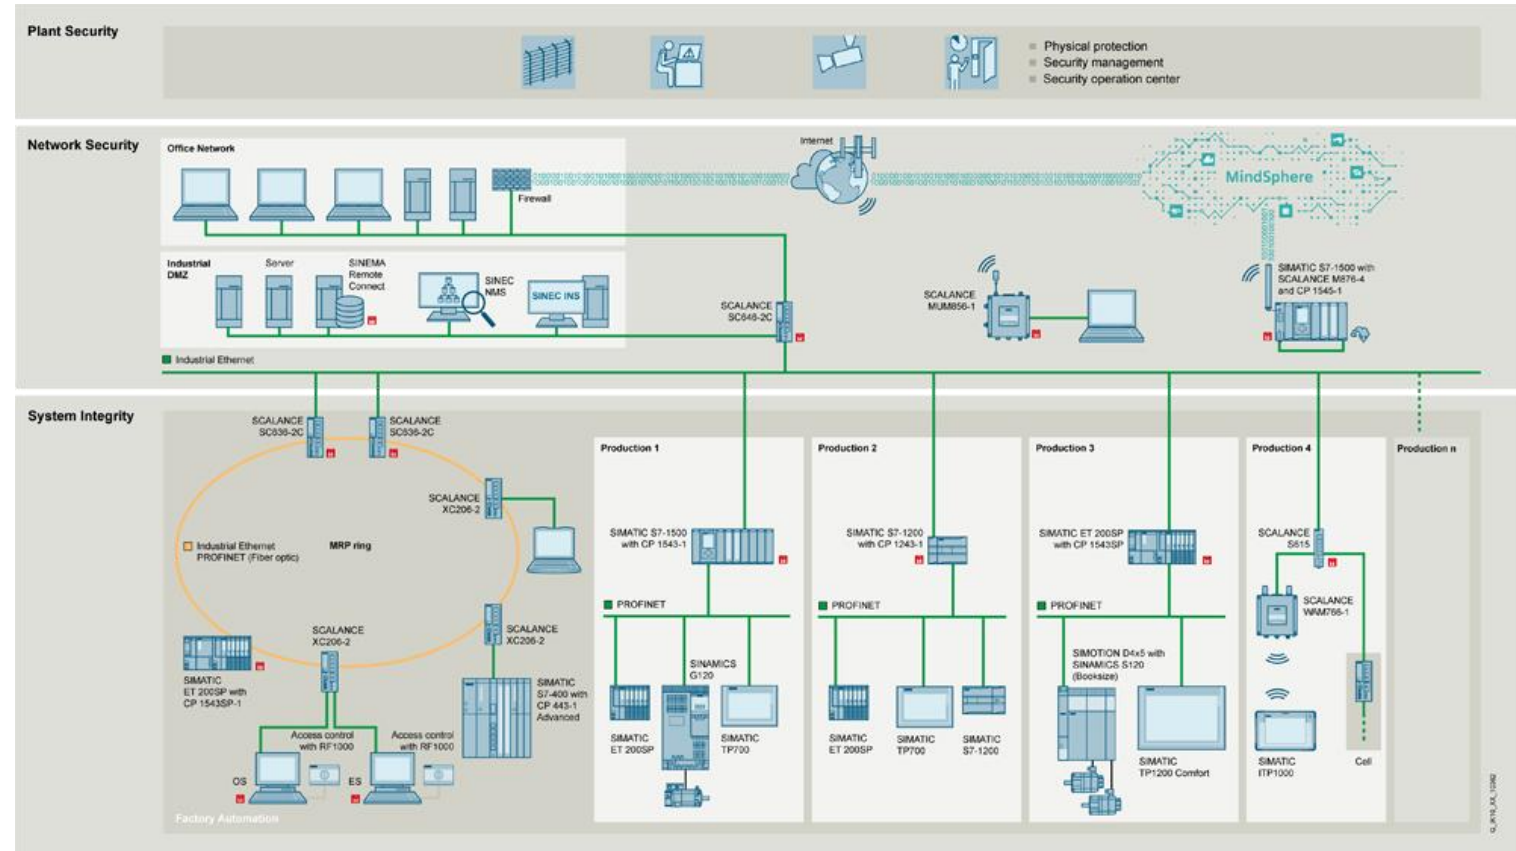 Plant Security
Physical protection
Security management
Security operation center
Network Security
Office Network
Firewall
Internet
MindSphere
Industrial
DMZ
Server
SINEMA
Remote
Connect
SINEC
NMS
SINEC INS
SCALANCE
SC646-2C
SCALANCE
MUM856-1
SIMATIC S7-1500 with
SCALANCE M876-4
and CP 1545-1
Industrial Ethernet
System Integrity
SCALANCE
SC636-2C
SCALANCE
SC636-2C
SCALANCE
XC206-2
Industrial Ethernet
PROFINET (Fiber optic)
MRP ring
SCALANCE
XC206-2
SCALANCE
XC206-2
SIMATIC
ET 200SP with
CP 1543SP-1
SIMATIC
S7-400 with
CP 443-1
Advanced
Access control
with RF1000
Access control
with RF1000
OS
ES
Factory Automation
Production 1
SIMATIC S7-1500
with CP 1543-1
PROFINET
SINAMICS
G120
SIMATIC
ET 200SP
SIMATIC
TP700
Production 2
SIMATIC S7-1200
with CP 1243-1
PROFINET
SIMATIC
ET 200SP
SIMATIC
TP700
SIMATIC
S7-1200
Production 3
SIMATIC ET 200SP
with CP 1543SP
PROFINET
SIMOTION D4x5 with
SINAMICS S120
(Booksize)
SIMATIC
TP1200 Comfort
Production 4
SCALANCE
S615
SCALANCE
WAM766-1
SIMATIC
ITP1000
Cell
Production n